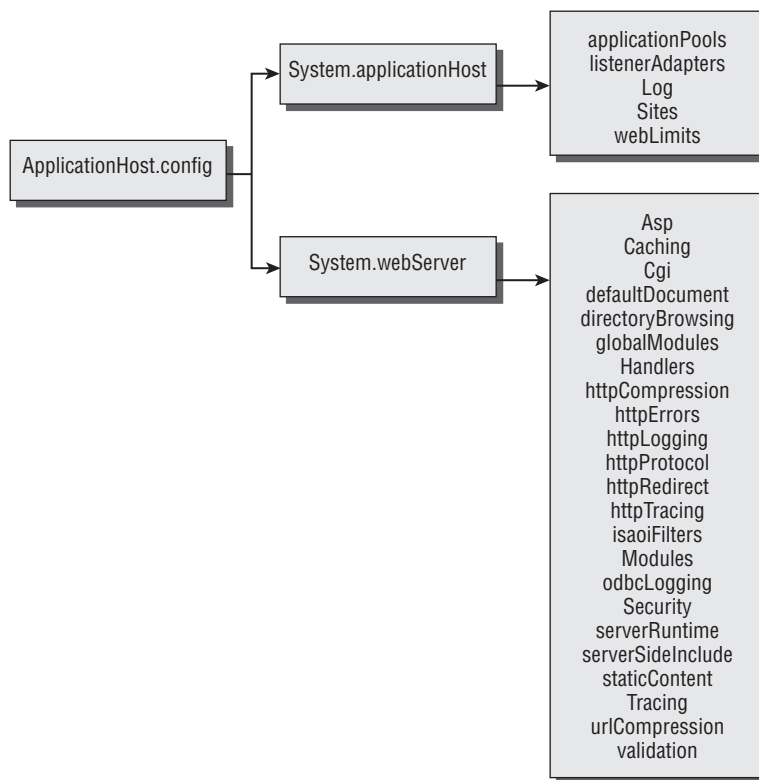 ApplicationHost.config
System.applicationHost
applicationPools
listenerAdapters
Log
Sites
webLimits
System.webServer
Asp
Caching
Cgi
defaultDocument
directoryBrowsing
globalModules
Handlers
httpCompression
httpErrors
httpLogging
httpProtocol
httpRedirect
httpTracing
isaoiFilters
Modules
odbcLogging
Security
serverRuntime
serverSideInclude
staticContent
Tracing
urlCompression
validation